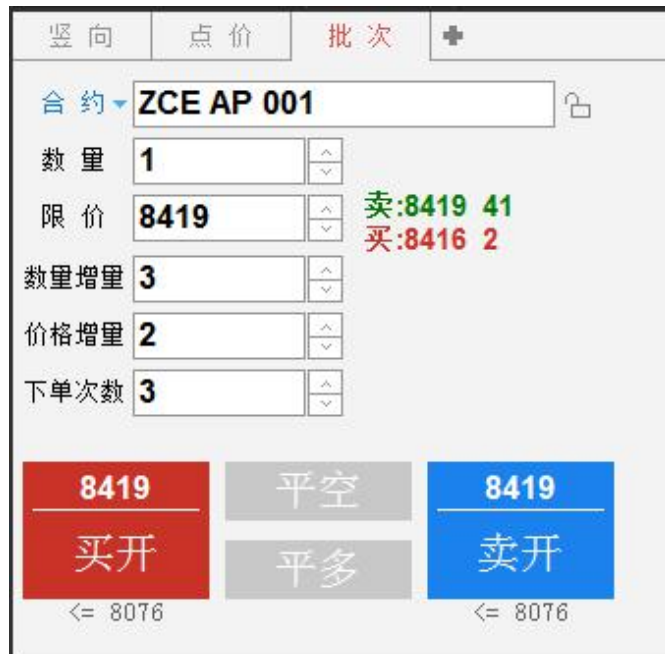 竖 向 点 价 批 次
合 约 ZCE AP 001
数 量 1
限 价 8419 卖:8419 41
买:8416 2
数量增量 3
价格增量 2
下单次数 3
8419 平空 8419
买开 平多 卖开
<= 8076 <= 8076